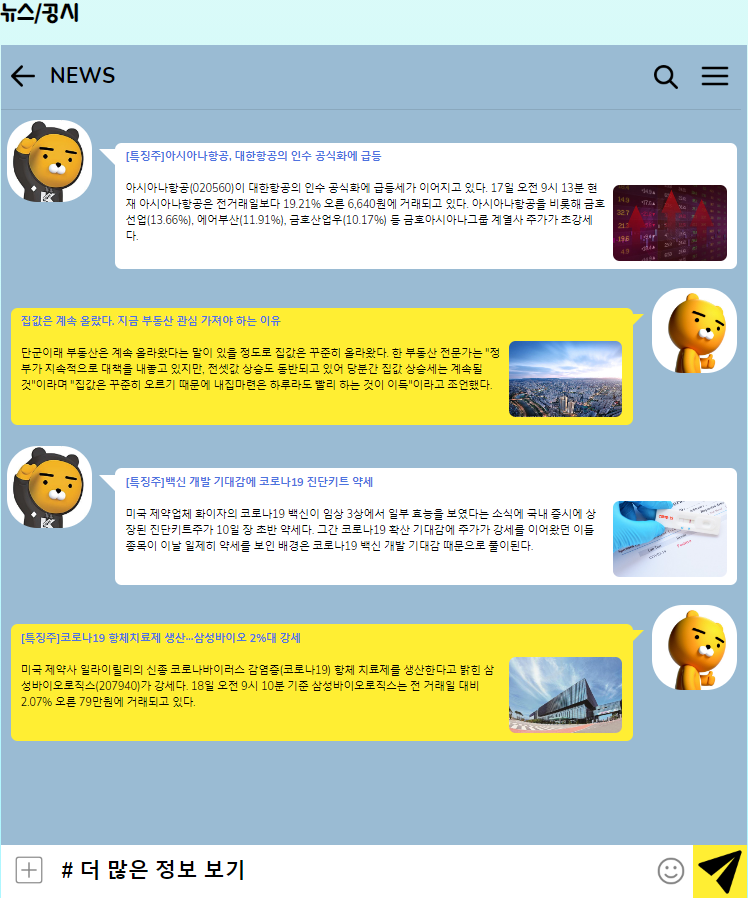 뉴스/공시
NEWS
[특징주]아시아나항공, 대한항공의 인수 공식화에 급등
아시아나항공(020560)이 대한항공의 인수 공식화에 급등세가 이어지고 있다. 17일 오전 9시 13분 현
재 아시아나항공은 전거래일보다 19.21% 오른 6,640원에 거래되고 있다. 아시아나항공을 비롯해 금호
선업(13.66%), 에어부산(11.91%), 금호산업우(10.17%) 등 금호아시아나그룹 계열사 주가가 초강세
다.
집값은 계속 올랐다. 지금 부동산 관심 가져야 하는 이유
단군이래 부동산은 계속 올라왔다는 말이 있을 정도로 집값은 꾸준히 올라왔다. 한 부동산 전문가는 "정
부가 지속적으로 대책을 내놓고 있지만, 전셋값 상승도 동반되고 있어 당분간 집값 상승세는 계속될
것"이라며 "집값은 꾸준히 오르기 때문에 내집마련은 하루라도 빨리 하는 것이 이득"이라고 조언했다.
[특징주]백신 개발 기대감에 코로나19 진단키트 약세
미국 제약업체 화이자의 코로나19 백신이 임상 3상에서 일부 효능을 보였다는 소식에 국내 증시에 상
장된 진단키트주가 10일 장 초반 약세다. 그간 코로나19 확산 기대감에 주가가 강세를 이어왔던 이들
종목이 이날 일제히 약세를 보인 배경은 코로나19 백신 개발 기대감 때문으로 풀이된다.
[특징주]코로나19 항체치료제 생산…삼성바이오 2%대 강세
미국 제약사 일라이릴리의 신종 코로나바이러스 감염증(코로나19) 항체 치료제를 생산한다고 밝힌 삼
성바이오로직스(207940)가 강세다. 18일 오전 9시 10분 기준 삼성바이오로직스는 전 거래일 대비
2.07% 오른 79만원에 거래되고 있다.
# 더 많은 정보 보기